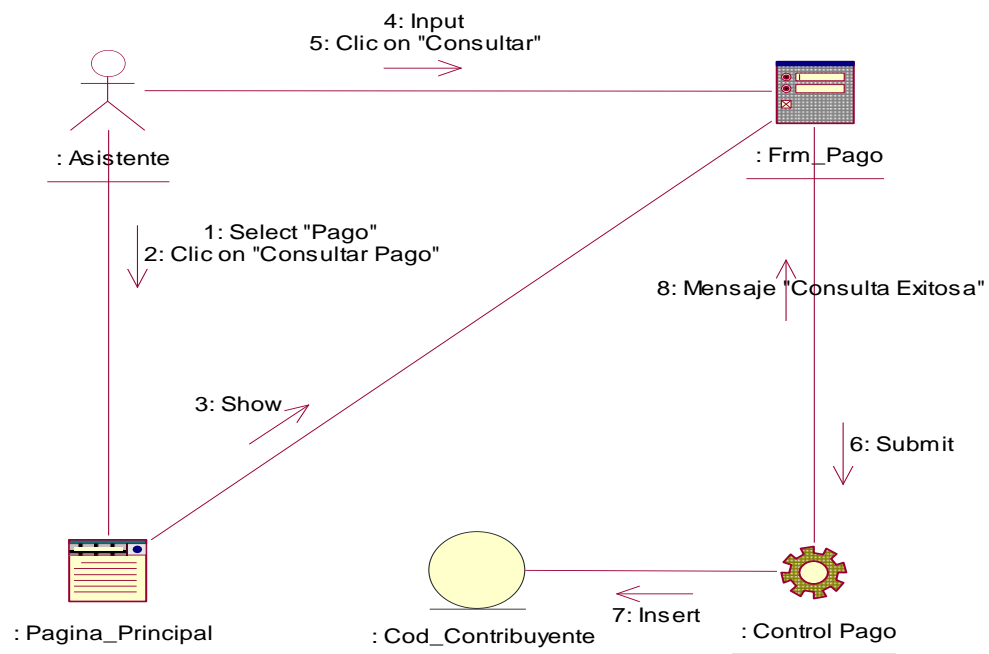 4: Input
5: Clic on "Consultar"
: Asistente
: Frm_Pago
1: Select "Pago"
2: Clic on "Consultar Pago"
8: Mensaje "Consulta Exitosa"
3: Show
6: Submit
7: Insert
: Pagina_Principal
: Cod_Contribuyente
: Control Pago